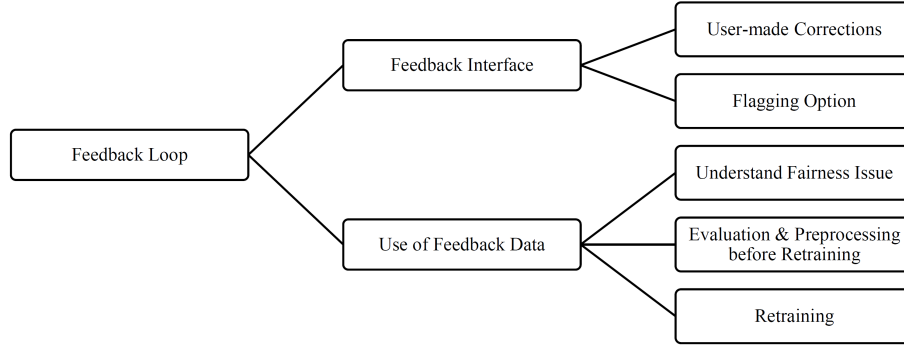 Feedback Loop
Feedback Interface
User-made Corrections
Flagging Option
Use of Feedback Data
Understand Fairness Issue
Evaluation & Preprocessing
before Retraining
Retraining